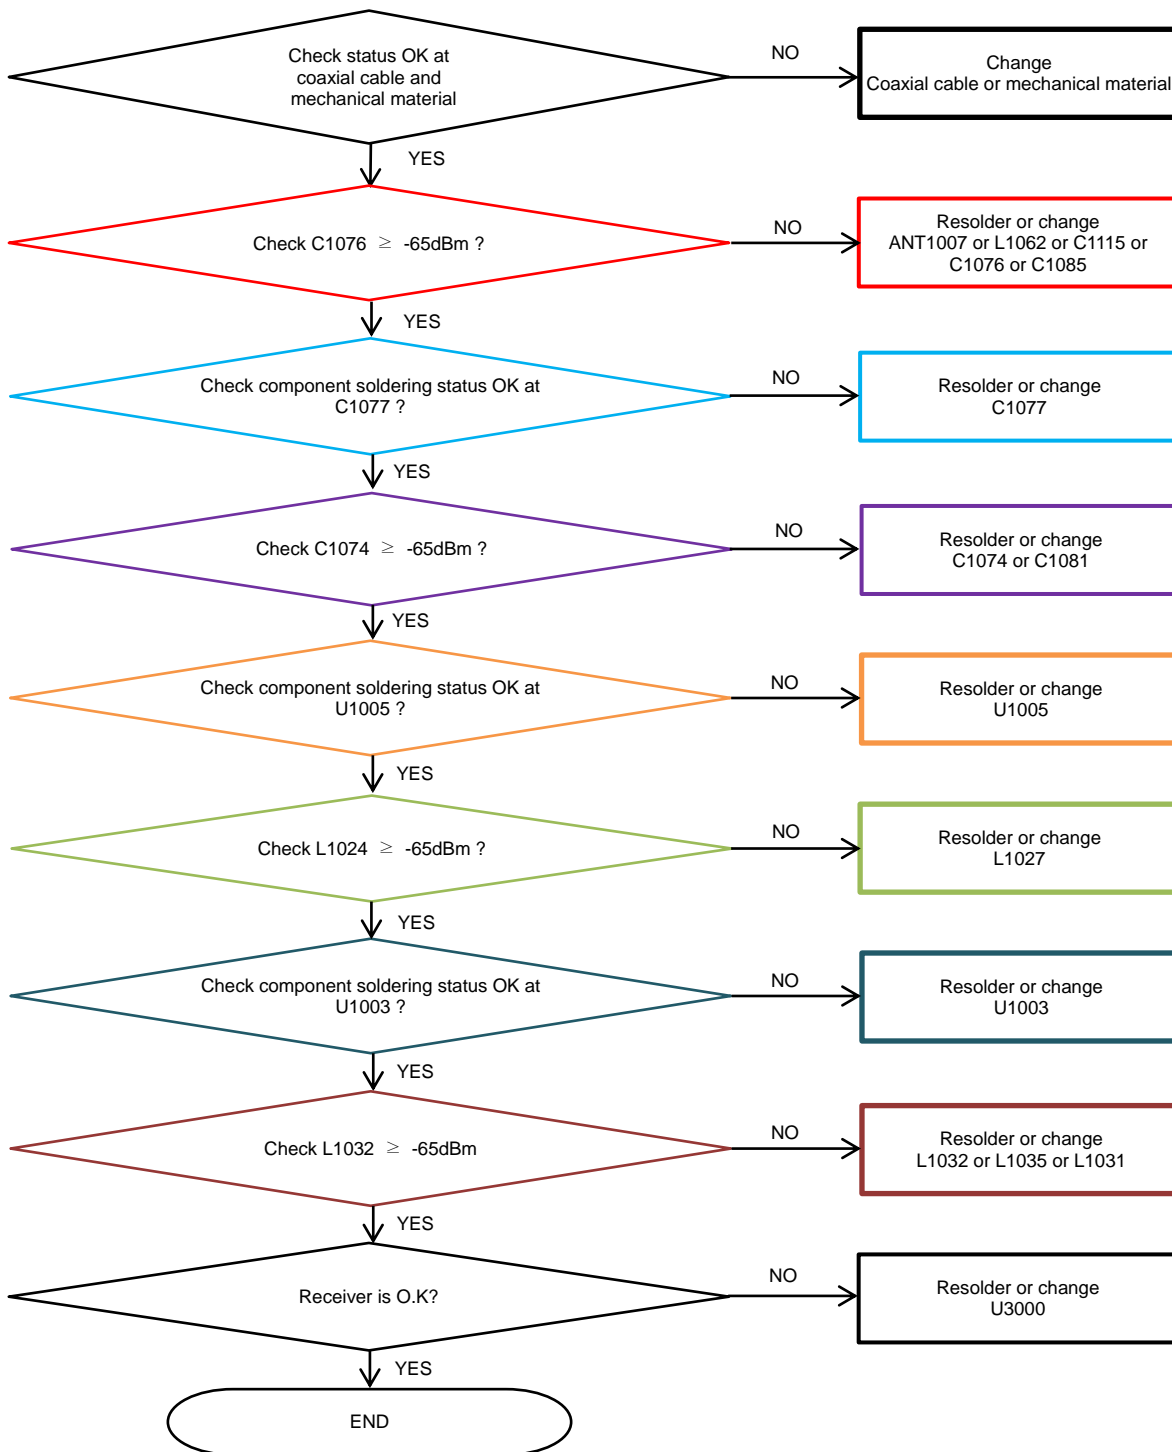 Check status OK at
coaxial cable and
mechanical material
NO
Change
Coaxial cable or mechanical material
YES
Check C1076 ≥ -65dBm ?
NO
Resolder or change
ANT1007 or L1062 or C1115 or
C1076 or C1085
YES
Check component soldering status OK at
C1077 ?
NO
Resolder or change
C1077
YES
Check C1074 ≥ -65dBm ?
NO
Resolder or change
C1074 or C1081
YES
Check component soldering status OK at
U1005 ?
NO
Resolder or change
U1005
YES
Check L1024 ≥ -65dBm ?
NO
Resolder or change
L1027
YES
Check component soldering status OK at
U1003 ?
NO
Resolder or change
U1003
YES
Check L1032 ≥ -65dBm
NO
Resolder or change
L1032 or L1035 or L1031
YES
Receiver is O.K?
NO
Resolder or change
U3000
YES
END